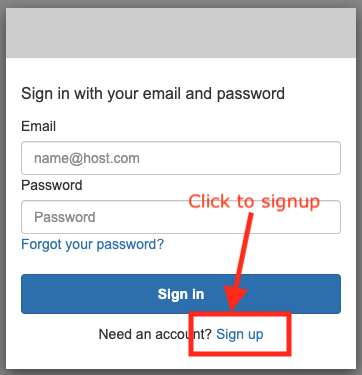 Sign in with your email and password
Email
name@host.com
Password
Click to signup
Password
Forgot your password?
Sign in
Need an account? Sign up